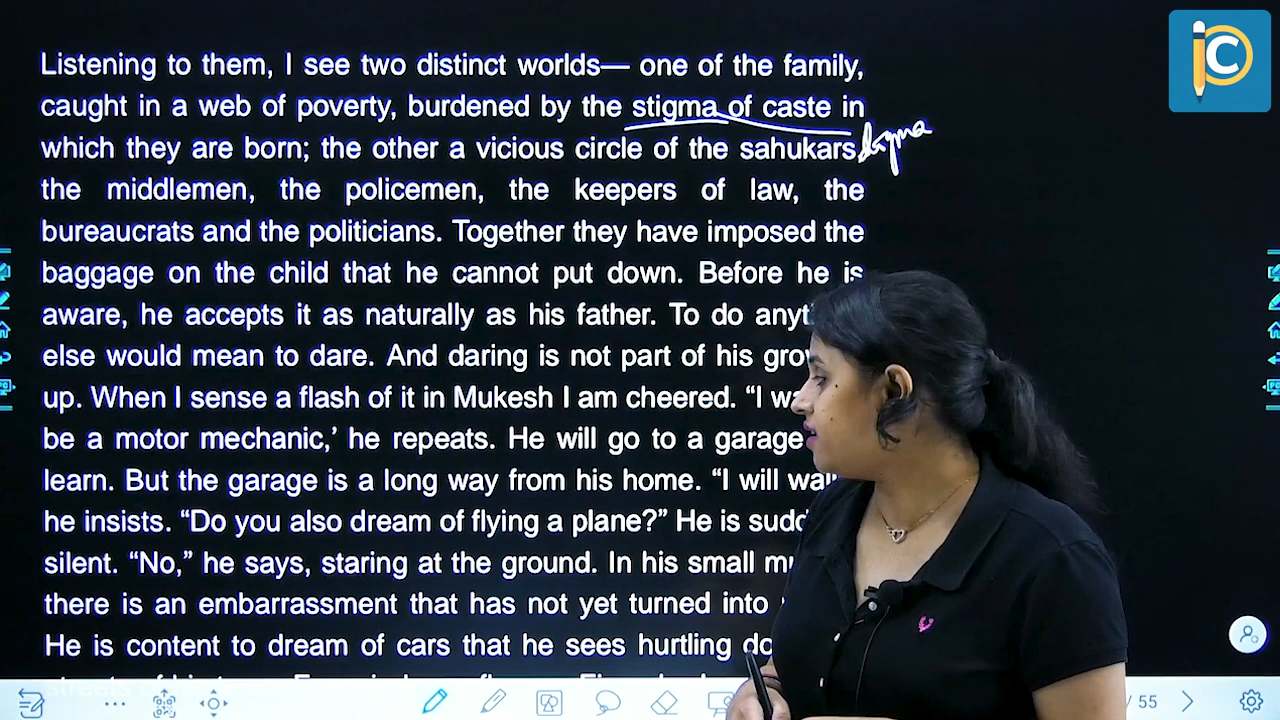 Listening to them, I see two distinct worlds— one of the family,
caught in a web of poverty, burdened by the stigma of caste in
which they are born; the other a vicious circle of the sahukars,
the middlemen, the policemen, the keepers of law, the
bureaucrats and the politicians. Together they have imposed the
baggage on the child that he cannot put down. Before he is
aware, he accepts it as naturally as his father. To do
else would mean to dare. And daring is not part of his
up. When I sense a flash of it in Mukesh I am cheered. “I
be a motor mechanic,’ he repeats. He will go to a garage
learn. But the garage is a long way from his home. “I will
he insists. “Do you also dream of flying a plane?” He is
silent. “No,” he says, staring at the ground. In his small
there is an embarrassment that has not yet turned into
He is content to dream of cars that he sees hurtling
/ 55